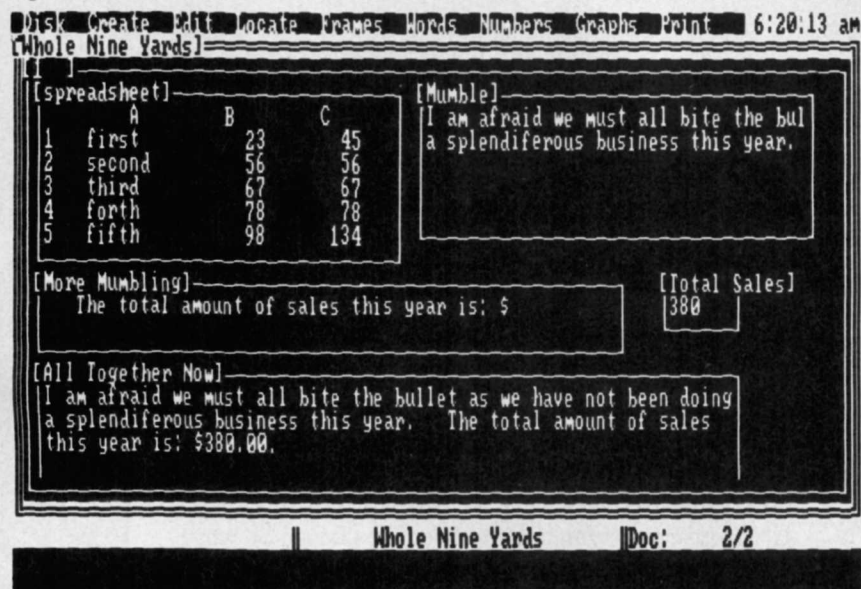 Disk Create Edit Locate Frames Words Numbers Graphs Print 6:20:13 am
[Whole Nine Yards]
[1 ]
[spreadsheet]
A B C
1 first 23 45
2 second 56 56
3 third 67 67
4 forth 78 78
5 fifth 98 134
[Mumble]
I am afraid we must all bite the bul
a splendiferous business this year.
[More Mumbling]
The total amount of sales this year is: $
[Total Sales]
380
[All Together Now]
I am afraid we must all bite the bullet as we have not been doing
a splendiferous business this year. The total amount of sales
this year is: $380.00.
Whole Nine Yards Doc: 2/2